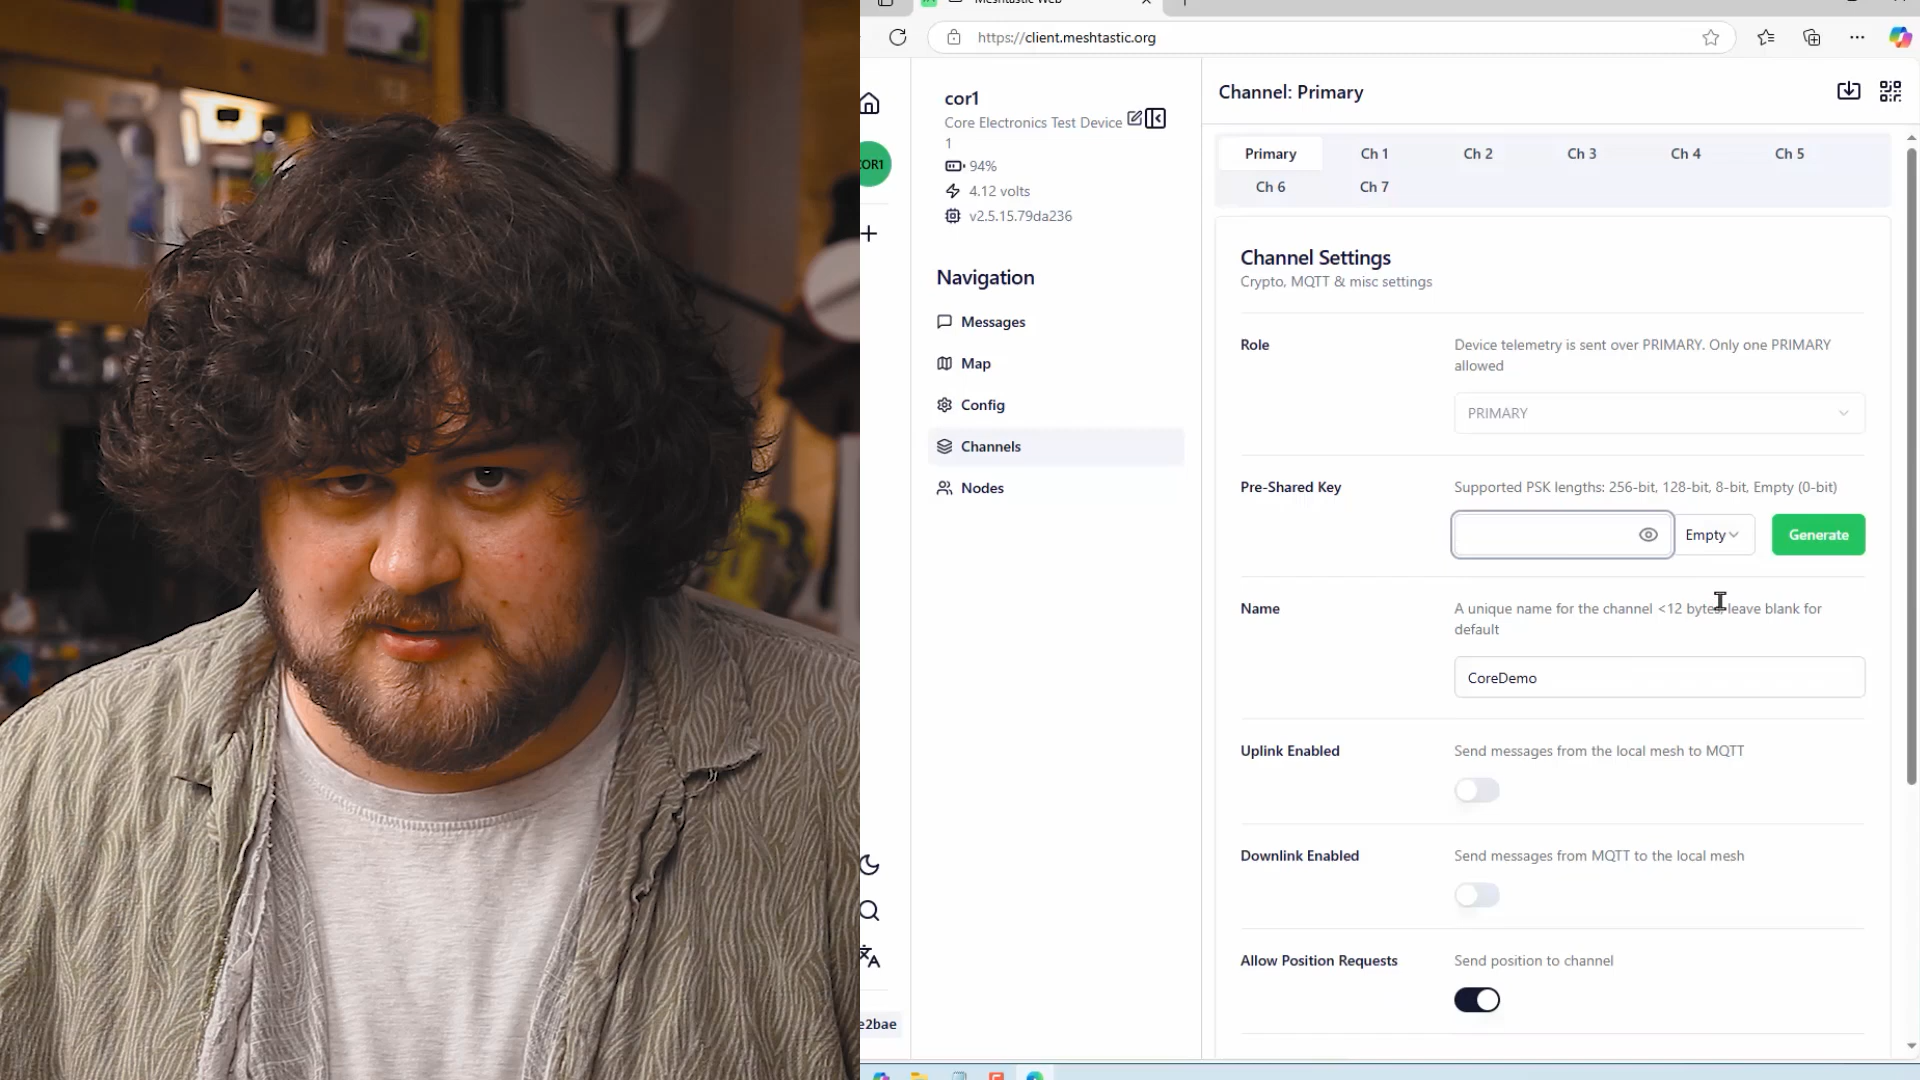 Meshtastic Web
https://client.meshtastic.org
cor1
Core Electronics Test Device
1
94%
4.12 volts
v2.5.15.79da236
COR1
Navigation
Messages
Map
Config
Channels
Nodes
e2bae
Channel: Primary
Primary
Ch 1
Ch 2
Ch 3
Ch 4
Ch 5
Ch 6
Ch 7
Channel Settings
Crypto, MQTT & misc settings
Role
Device telemetry is sent over PRIMARY. Only one PRIMARY
allowed
PRIMARY
Pre-Shared Key
Supported PSK lengths: 256-bit, 128-bit, 8-bit, Empty (0-bit)
Empty
Generate
Name
A unique name for the channel <12 bytes, leave blank for
default
CoreDemo
Uplink Enabled
Send messages from the local mesh to MQTT
Downlink Enabled
Send messages from MQTT to the local mesh
Allow Position Requests
Send position to channel